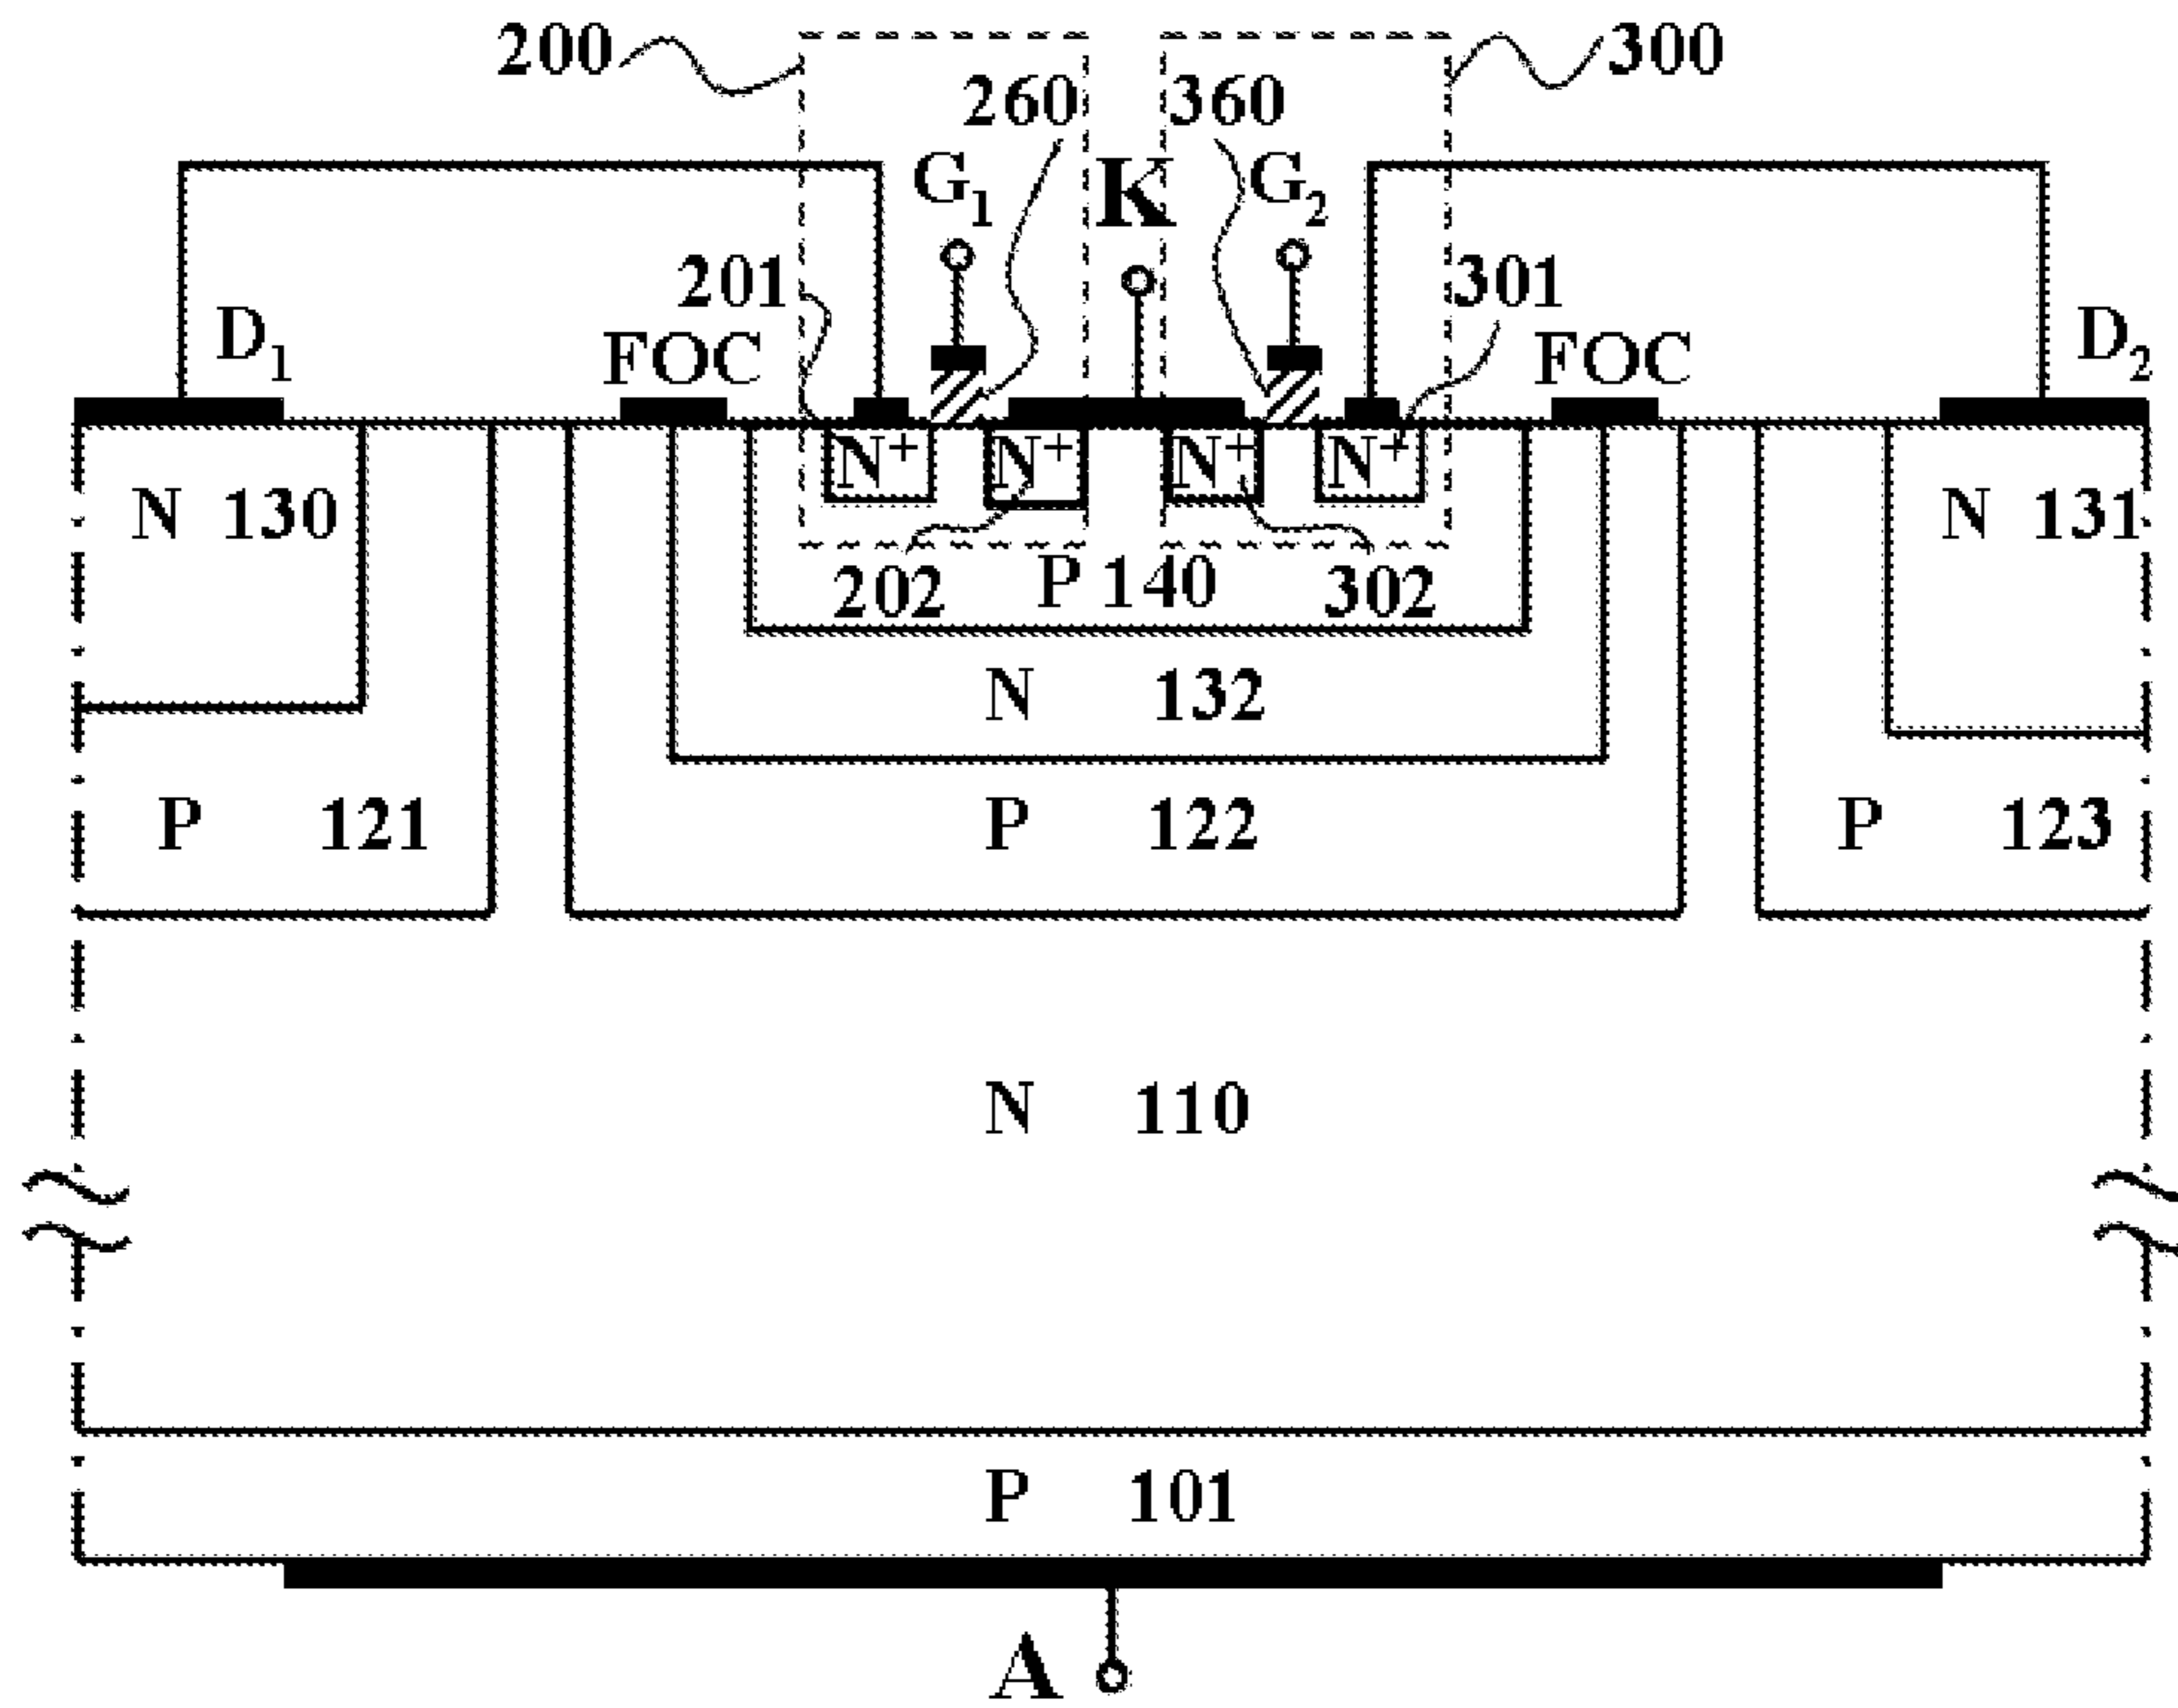 200 300
260 360
G1 K G2
201 301
D1 FOC FOC D2
N+ N+ N+ N+
N 130 N 131
202 P 140 302
N 132
P 121 P 122 P 123
N 110
P 101
A